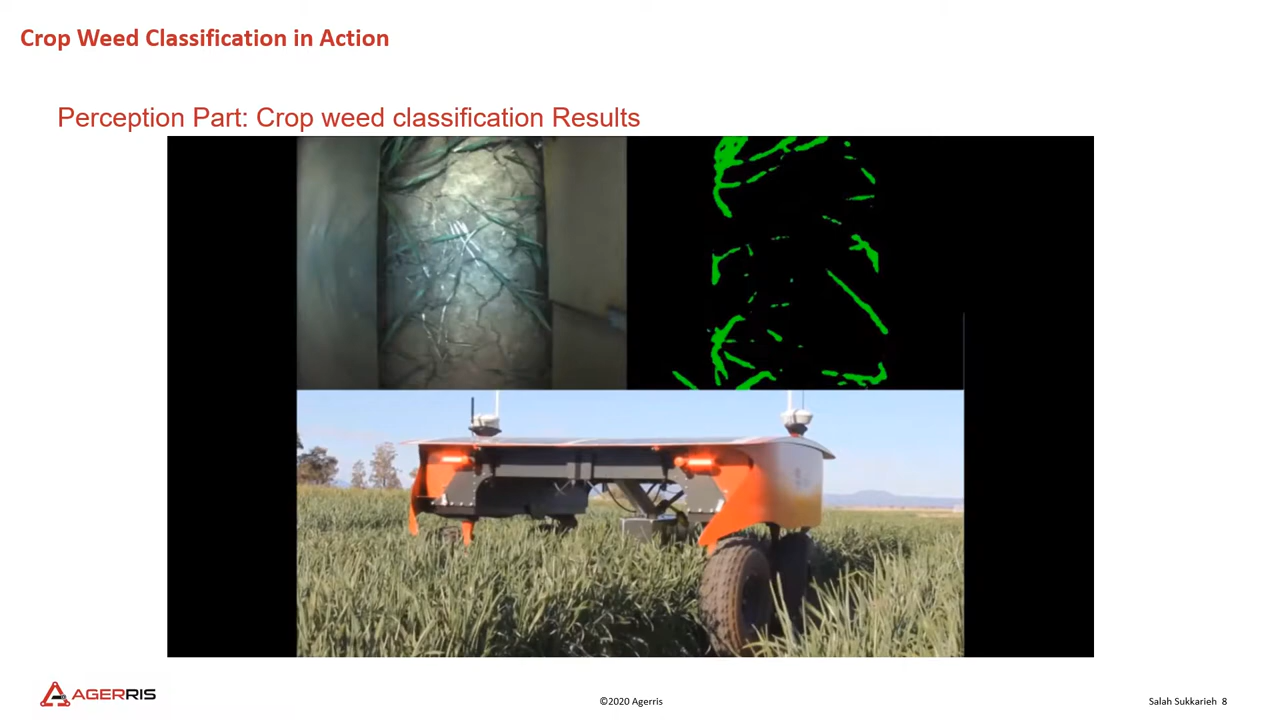 Crop Weed Classification in Action
Perception Part: Crop weed classification Results
AGERRIS
©2020 Agerris
Salah Sukkarieh 8